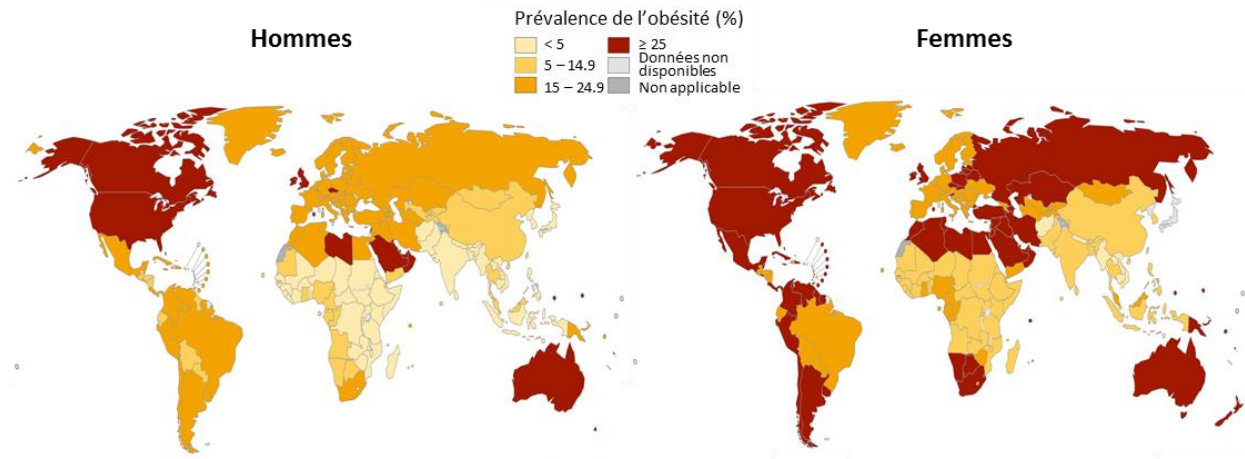 Prévalence de l’obésité (%)
Hommes
Femmes
< 5
≥ 25
5 – 14.9
Données non
disponibles
15 – 24.9
Non applicable